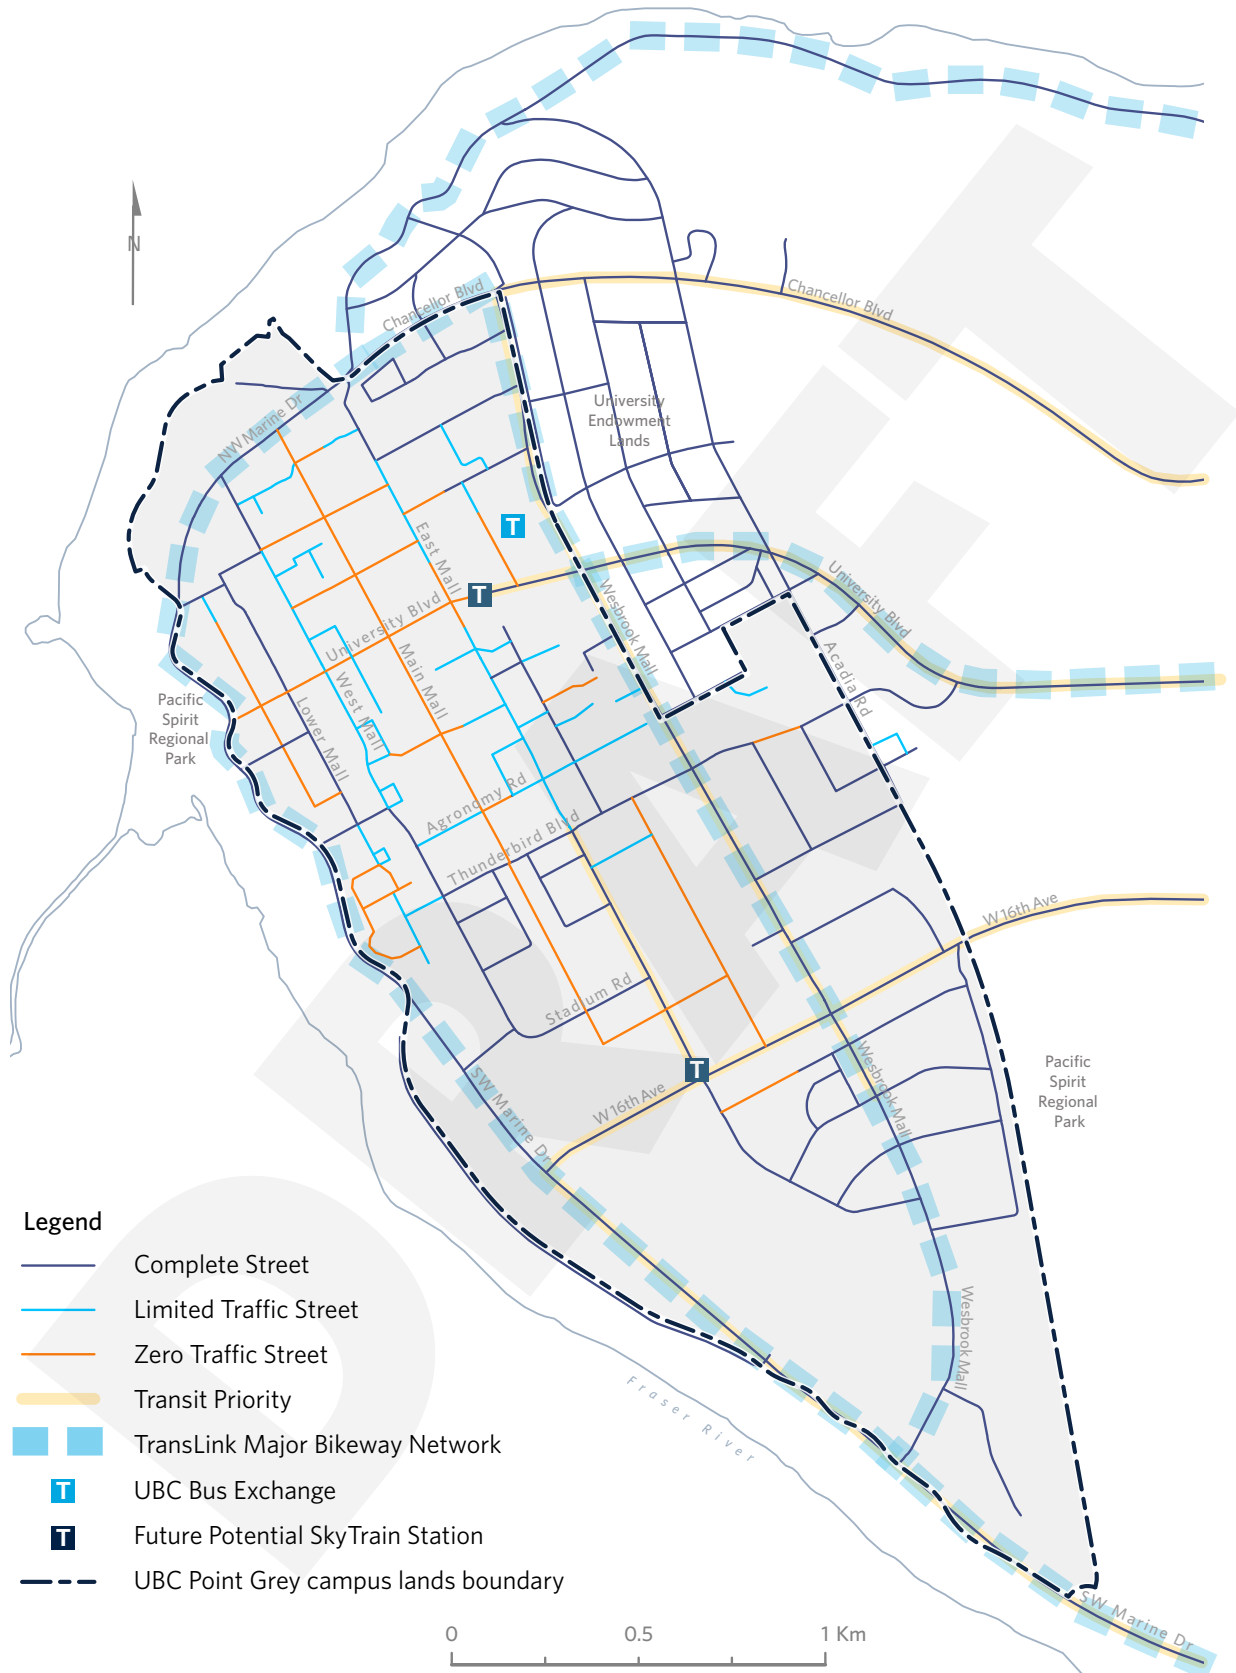 N
Chancellor Blvd
Chancellor Blvd
NW Marine Dr
University
Endowment
Lands
T
East Mall
T
University Blvd
Wesbrook Mall
University Blvd
Main Mall
West Mall
Lower Mall
Acadia Rd
Pacific
Spirit
Regional
Park
Agronomy Rd
Thunderbird Blvd
W 16th Ave
Stadium Rd
T
SW Marine Dr
W 16th Ave
Wesbrook Mall
Pacific
Spirit
Regional
Park
Wesbrook Mall
Fraser River
SW Marine Dr
DRAFT
Legend
Complete Street
Limited Traffic Street
Zero Traffic Street
Transit Priority
TransLink Major Bikeway Network
T UBC Bus Exchange
T Future Potential SkyTrain Station
UBC Point Grey campus lands boundary
0 0.5 1 Km